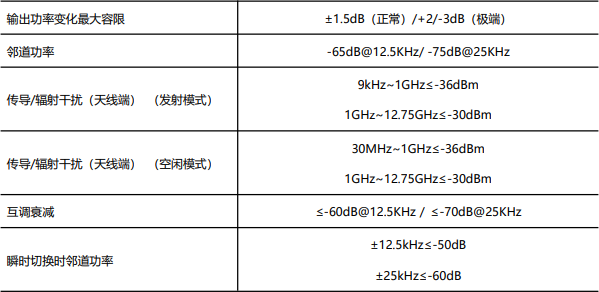 输出功率变化最大容限 ±1.5dB（正常）/+2/-3dB（极端）
邻道功率 -65dB@12.5KHz/ -75dB@25KHz
传导/辐射干扰（天线端）（发射模式） 9kHz~1GHz≤-36dBm
1GHz~12.75GHz≤-30dBm
传导/辐射干扰（天线端）（空闲模式） 30MHz~1GHz≤-36dBm
1GHz~12.75GHz≤-30dBm
互调衰减 ≤-60dB@12.5KHz / ≤-70dB@25KHz
瞬时切换时邻道功率 ±12.5kHz≤-50dB
±25kHz≤-60dB